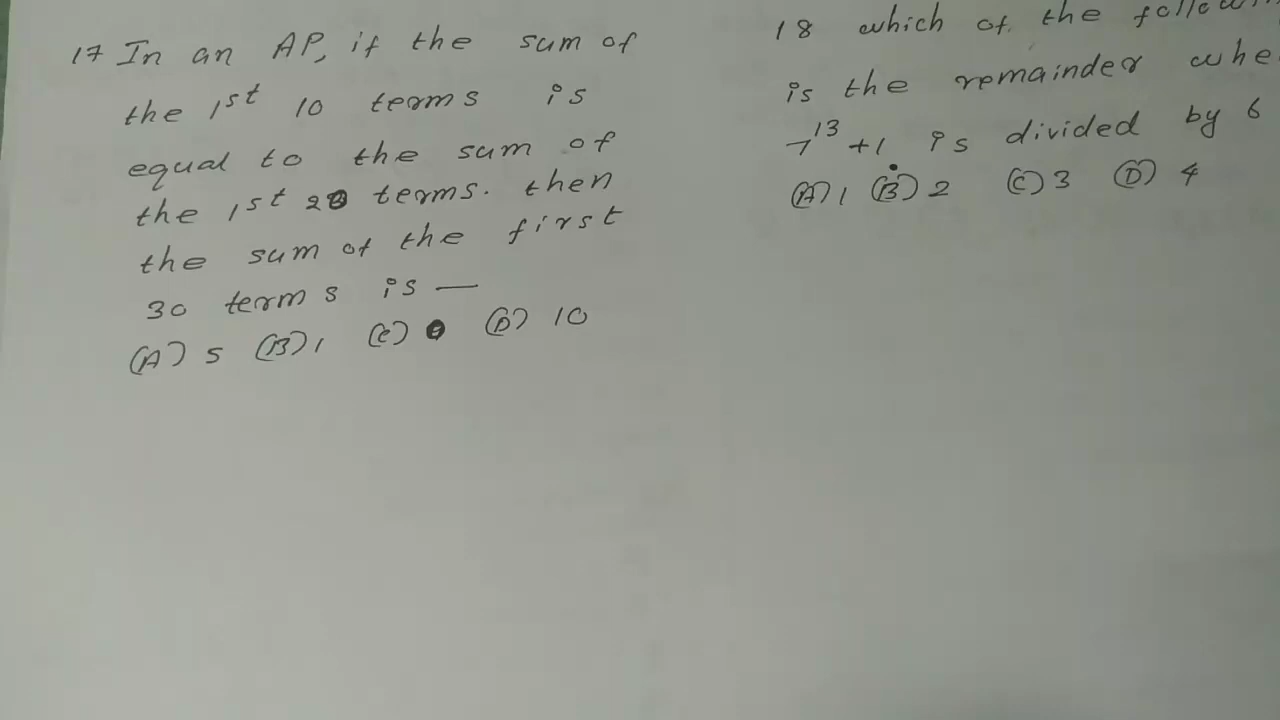 17 In an AP, if the sum of
the 1st 10 terms is
equal to the sum of
the 1st 20 terms. then
the sum of the first
30 terms is —
(A) 5 (B) 1 (C) 0 (D) 10
18 which of the
is the remainder
7^13 +1 is divided by 6
(A) 1 (B) 2 (C) 3 (D) 4